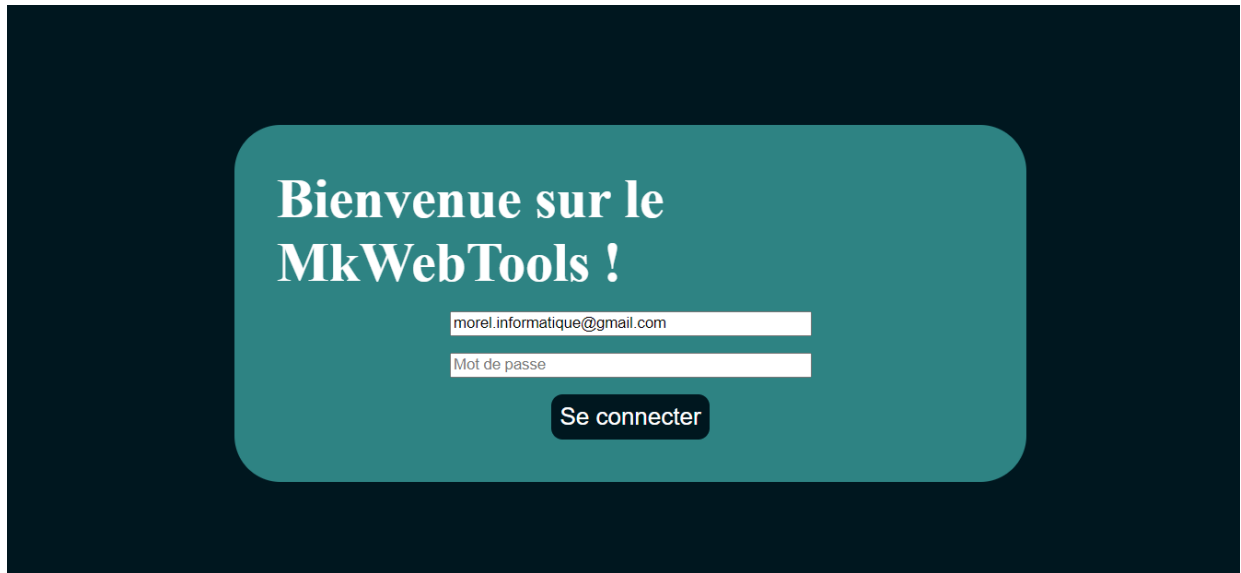 Bienvenue sur le
MkWebTools !
morel.informatique@gmail.com
Mot de passe
Se connecter